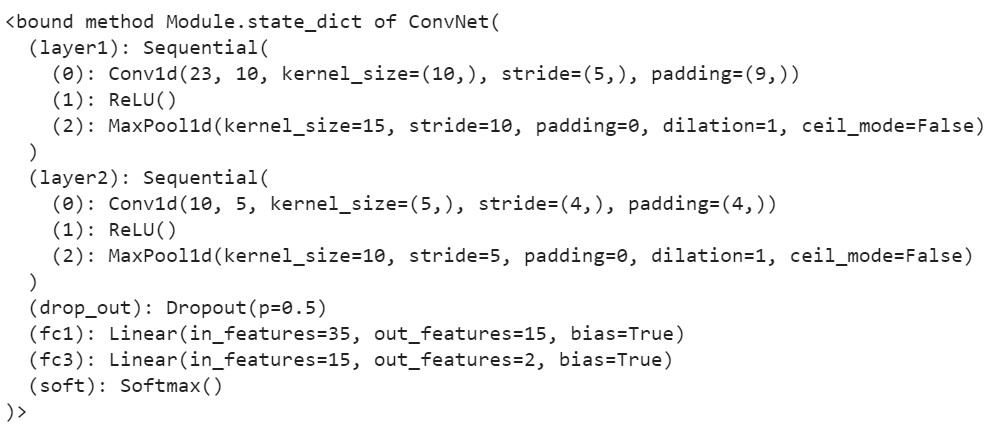 <bound method Module.state_dict of ConvNet(
  (layer1): Sequential(
    (0): Conv1d(23, 10, kernel_size=(10,), stride=(5,), padding=(9,))
    (1): ReLU()
    (2): MaxPool1d(kernel_size=15, stride=10, padding=0, dilation=1, ceil_mode=False)
  )
  (layer2): Sequential(
    (0): Conv1d(10, 5, kernel_size=(5,), stride=(4,), padding=(4,))
    (1): ReLU()
    (2): MaxPool1d(kernel_size=10, stride=5, padding=0, dilation=1, ceil_mode=False)
  )
  (drop_out): Dropout(p=0.5)
  (fc1): Linear(in_features=35, out_features=15, bias=True)
  (fc3): Linear(in_features=15, out_features=2, bias=True)
  (soft): Softmax()
)>